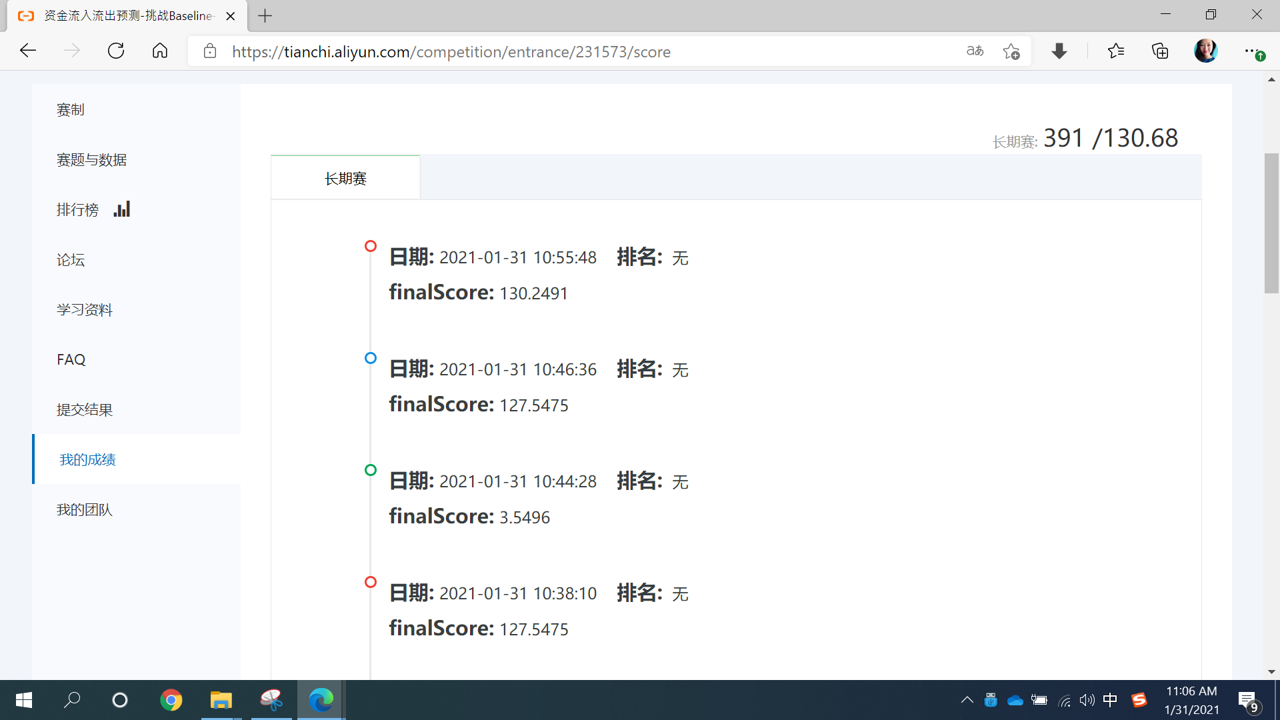 资金流入流出预测-挑战Baseline-
https://tianchi.aliyun.com/competition/entrance/231573/score
aあ
赛制
赛题与数据
排行榜
论坛
学习资料
FAQ
提交结果
我的成绩
我的团队
长期赛: 391 /130.68
长期赛
日期: 2021-01-31 10:55:48 排名: 无
finalScore: 130.2491
日期: 2021-01-31 10:46:36 排名: 无
finalScore: 127.5475
日期: 2021-01-31 10:44:28 排名: 无
finalScore: 3.5496
日期: 2021-01-31 10:38:10 排名: 无
finalScore: 127.5475
中
S
11:06 AM
1/31/2021
9